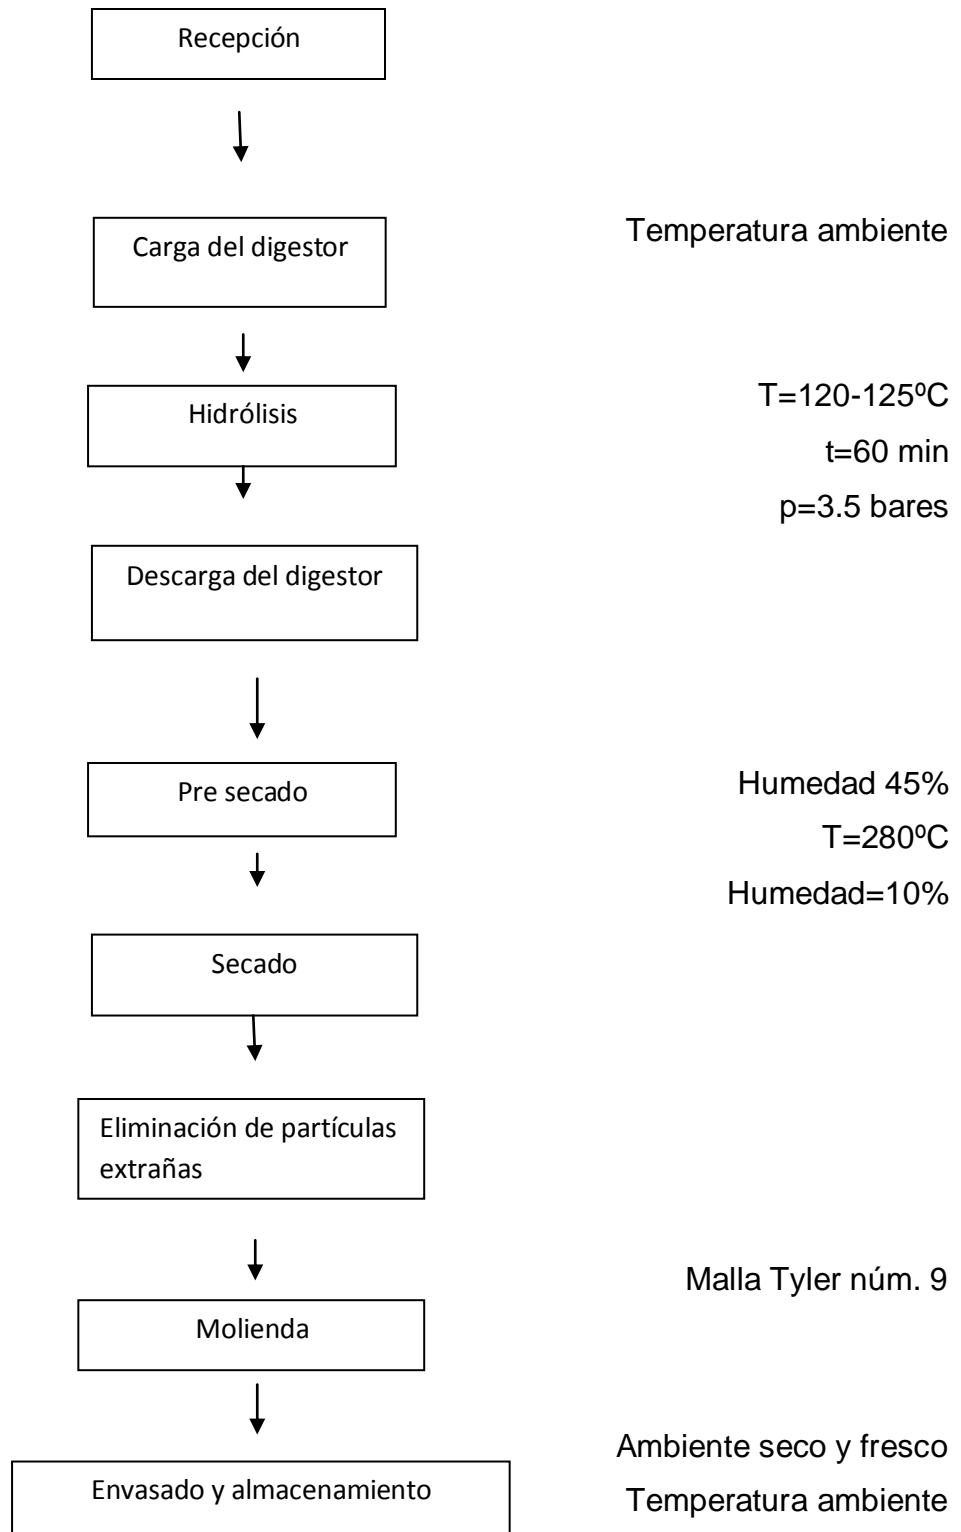 Recepción
Carga del digestor
Temperatura ambiente
Hidrólisis
T=120-125ºC
t=60 min
p=3.5 bares
Descarga del digestor
Pre secado
Humedad 45%
T=280ºC
Humedad=10%
Secado
Eliminación de partículas
extrañas
Malla Tyler núm. 9
Molienda
Ambiente seco y fresco
Envasado y almacenamiento
Temperatura ambiente